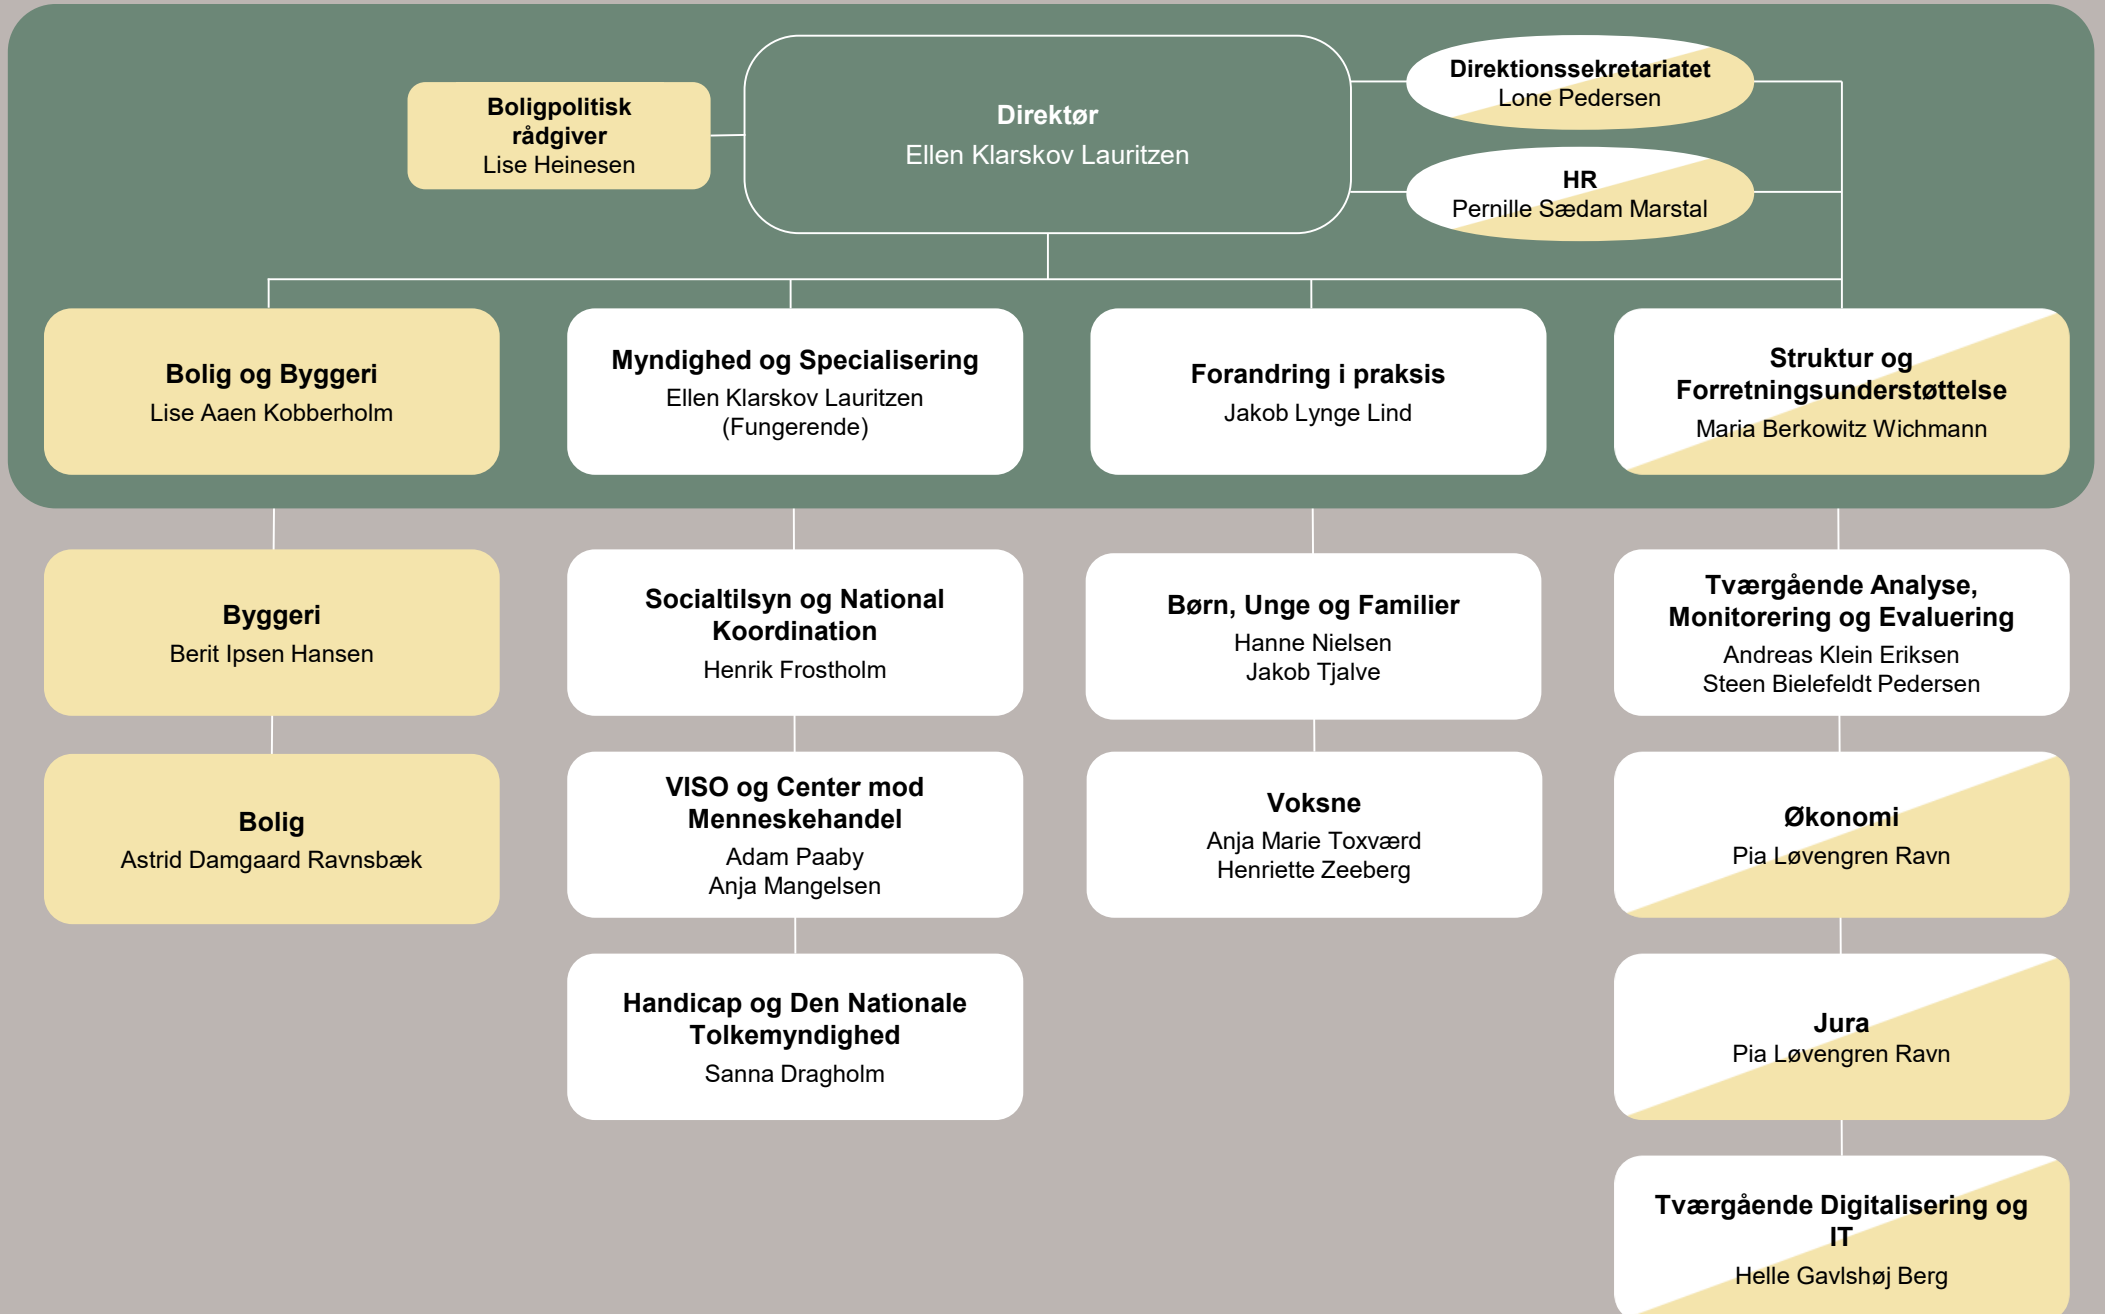 Boligpolitisk
rådgiver
Lise Heinesen
Direktør
Ellen Klarskov Lauritzen
Direktionssekretariatet
Lone Pedersen
HR
Pernille Sædam Marstal
Bolig og Byggeri
Lise Aaen Kobberholm
Myndighed og Specialisering
Ellen Klarskov Lauritzen
(Fungerende)
Forandring i praksis
Jakob Lynge Lind
Struktur og
Forretningsunderstøttelse
Maria Berkowitz Wichmann
Byggeri
Berit Ipsen Hansen
Socialtilsyn og National
Koordination
Henrik Frostholm
Børn, Unge og Familier
Hanne Nielsen
Jakob Tjalve
Tværgående Analyse,
Monitorering og Evaluering
Andreas Klein Eriksen
Steen Bielefeldt Pedersen
Bolig
Astrid Damgaard Ravnsbæk
VISO og Center mod
Menneskehandel
Adam Paaby
Anja Mangelsen
Voksne
Anja Marie Toxværd
Henriette Zeeberg
Økonomi
Pia Løvengren Ravn
Handicap og Den Nationale
Tolkemyndighed
Sanna Dragholm
Jura
Pia Løvengren Ravn
Tværgående Digitalisering og
IT
Helle Gavlshøj Berg